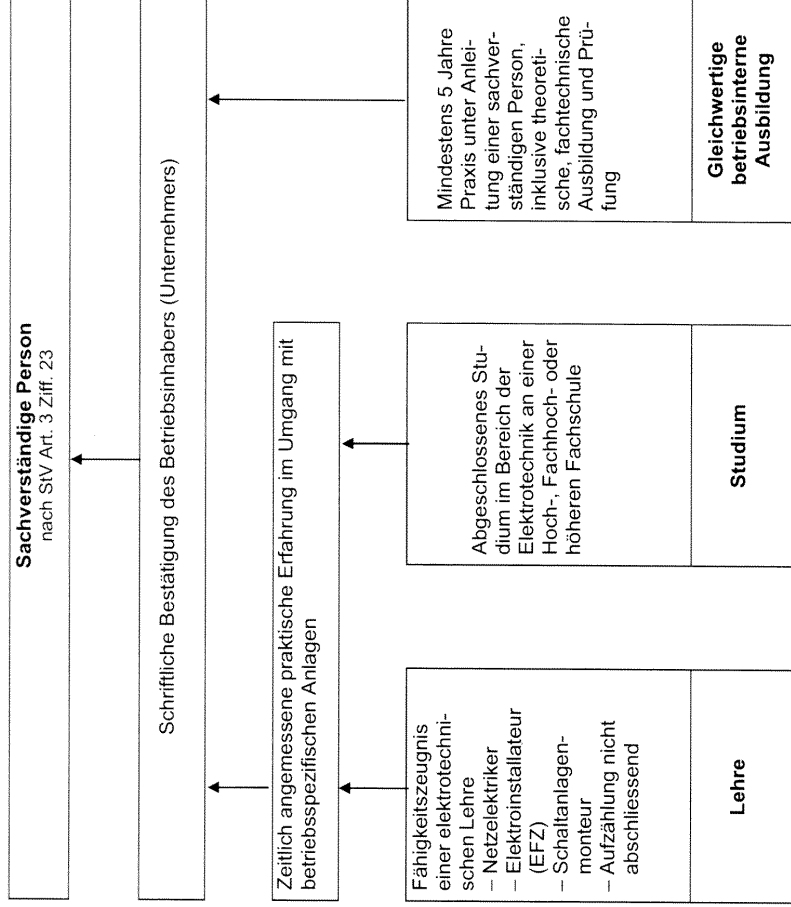 Sachverständige Person
nach StV Art. 3 Ziff. 23
Schriftliche Bestätigung des Betriebsinhabers (Unternehmers)
Zeitlich angemessene praktische Erfahrung im Umgang mit
betriebsspezifischen Anlagen
Fähigkeitszeugnis
einer elektrotechni-
schen Lehre
– Netzelektriker
– Elektroinstallateur
(EFZ)
– Schaltanlagen-
monteur
– Aufzählung nicht
abschliessend
Lehre
Abgeschlossenes Stu-
dium im Bereich der
Elektrotechnik an einer
Hoch-, Fachhoch- oder
höheren Fachschule
Studium
Mindestens 5 Jahre
Praxis unter Anlei-
tung einer sachver-
ständigen Person,
inklusive theoreti-
sche, fachtechnische
Ausbildung und Prü-
fung
Gleichwertige
betriebsinterne
Ausbildung